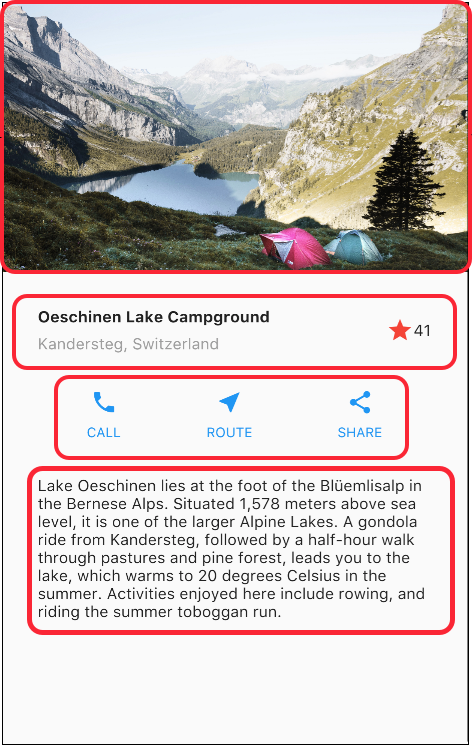 Oeschinen Lake Campground
Kandersteg, Switzerland
41
CALL
ROUTE
SHARE
Lake Oeschinen lies at the foot of the Blüemlisalp in
the Bernese Alps. Situated 1,578 meters above sea
level, it is one of the larger Alpine Lakes. A gondola
ride from Kandersteg, followed by a half-hour walk
through pastures and pine forest, leads you to the
lake, which warms to 20 degrees Celsius in the
summer. Activities enjoyed here include rowing, and
riding the summer toboggan run.